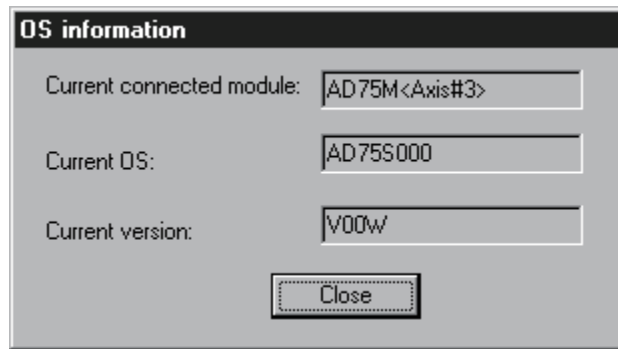 OS information
Current connected module: AD75M<Axis#3>
Current OS: AD75S000
Current version: V00W
Close